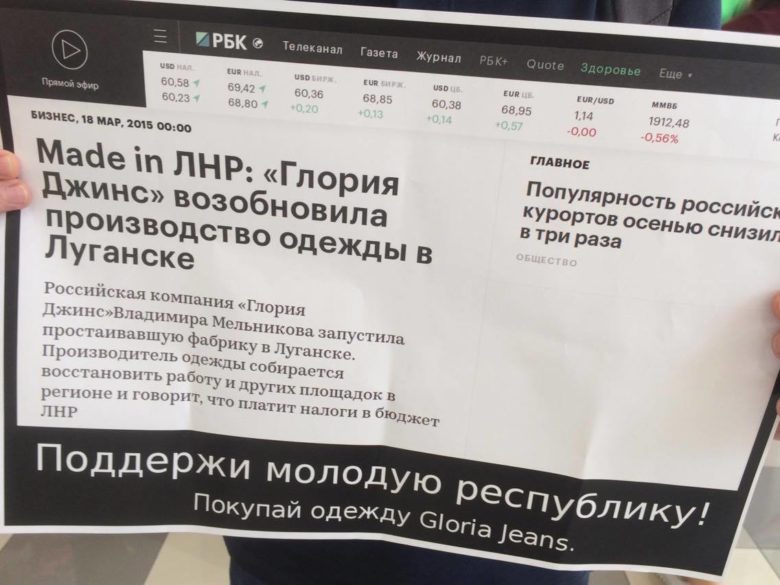 РБК Телеканал Газета Журнал РБК+ Quote Здоровье Еще
Прямой эфир
USD НАЛ. EUR НАЛ. USD БИРЖ. EUR БИРЖ. USD ЦБ. EUR ЦБ. EUR/USD ММВБ
60,58 69,42 60,36 68,85 60,38 68,95 1,14 1912,48
60,23 68,80 +0,20 +0,13 +0,14 +0,57 -0,00 -0,56%
БИЗНЕС, 18 МАР, 2015 00:00
Made in ЛНР: «Глория
Джинс» возобновила
производство одежды в
Луганске
Российская компания «Глория
Джинс»Владимира Мельникова запустила
простаивавшую фабрику в Луганске.
Производитель одежды собирается
восстановить работу и других площадок в
регионе и говорит, что платит налоги в бюджет
ЛНР
ГЛАВНОЕ
Популярность российск
курортов осенью снизил
в три раза
ОБЩЕСТВО
Поддержи молодую республику!
Покупай одежду Gloria Jeans.